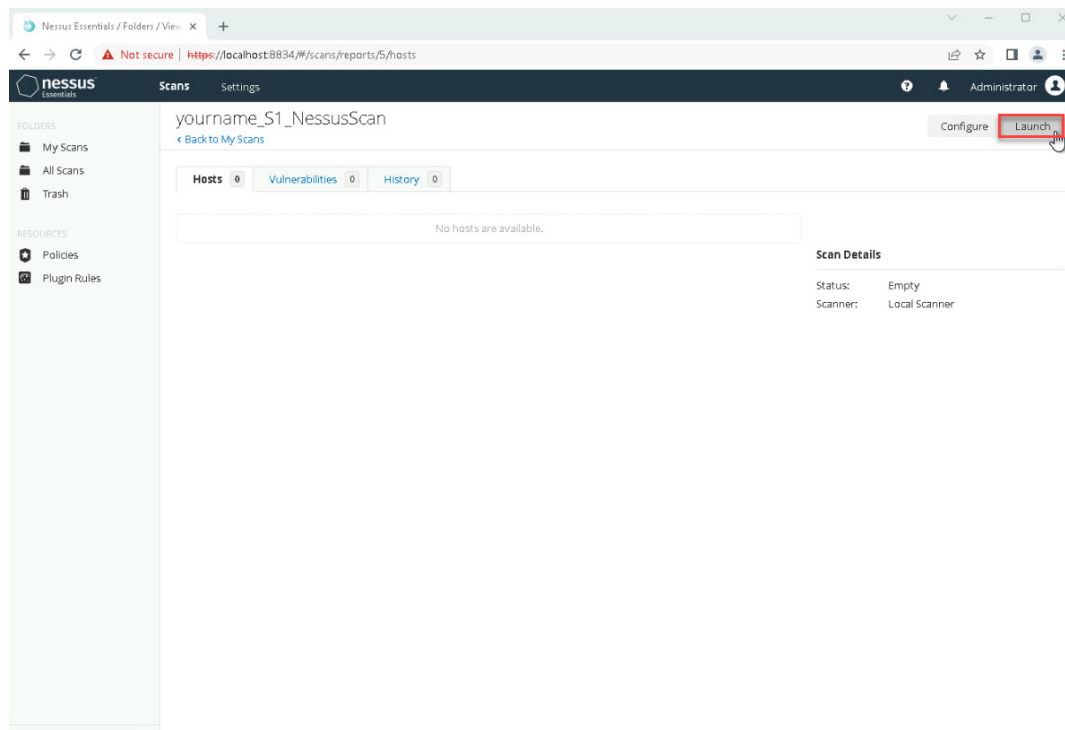 Nessus Essentials / Folders / View
Not secure | https://localhost:8834/#/scans/reports/5/hosts
nessus Scans Settings Administrator
Essentials
FOLDERS
My Scans
All Scans
Trash
RESOURCES
Policies
Plugin Rules
yourname_S1_NessusScan
Configure Launch
Back to My Scans
Hosts 0 Vulnerabilities 0 History 0
No hosts are available.
Scan Details
Status: Empty
Scanner: Local Scanner